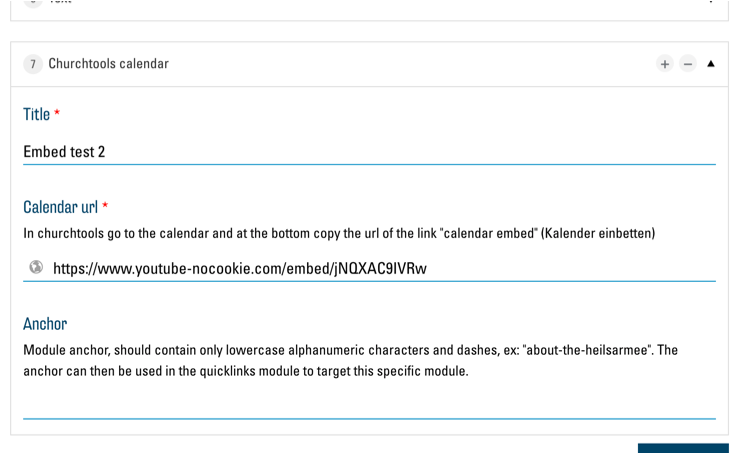 7 Churchtools calendar
Title *
Embed test 2
Calendar url *
In churchtools go to the calendar and at the bottom copy the url of the link "calendar embed" (Kalender einbetten)
https://www.youtube-nocookie.com/embed/jNQXAC9IVRw
Anchor
Module anchor, should contain only lowercase alphanumeric characters and dashes, ex: "about-the-heilsarmee". The
anchor can then be used in the quicklinks module to target this specific module.